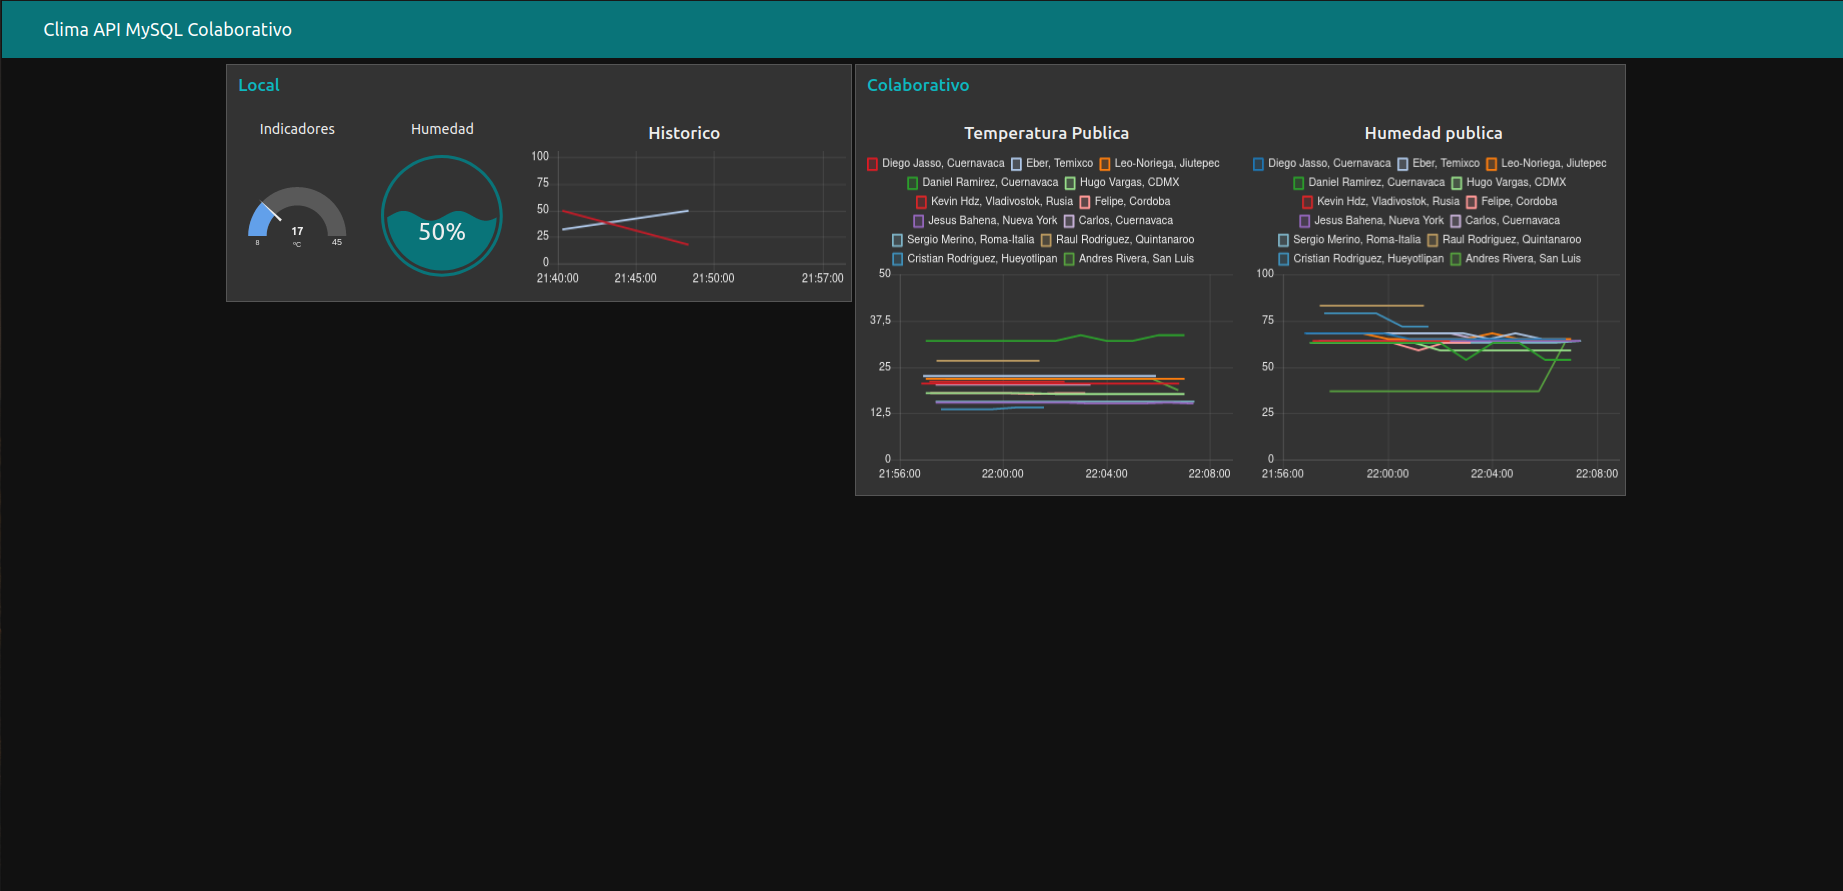 Clima API MySQL Colaborativo
Local
Indicadores
17
°C
8
45
Humedad
50%
Historico
100
75
50
25
0
21:40:00 21:45:00 21:50:00 21:57:00
Colaborativo
Temperatura Publica
Diego Jasso, Cuernavaca Eber, Temixco Leo-Noriega, Jiutepec
Daniel Ramirez, Cuernavaca Hugo Vargas, CDMX
Kevin Hdz, Vladivostok, Rusia Felipe, Cordoba
Jesus Bahena, Nueva York Carlos, Cuernavaca
Sergio Merino, Roma-Italia Raul Rodriguez, Quintanaroo
Cristian Rodriguez, Hueyotlipan Andres Rivera, San Luis
50
37,5
25
12,5
0
21:56:00 22:00:00 22:04:00 22:08:00
Humedad publica
Diego Jasso, Cuernavaca Eber, Temixco Leo-Noriega, Jiutepec
Daniel Ramirez, Cuernavaca Hugo Vargas, CDMX
Kevin Hdz, Vladivostok, Rusia Felipe, Cordoba
Jesus Bahena, Nueva York Carlos, Cuernavaca
Sergio Merino, Roma-Italia Raul Rodriguez, Quintanaroo
Cristian Rodriguez, Hueyotlipan Andres Rivera, San Luis
100
75
50
25
0
21:56:00 22:00:00 22:04:00 22:08:00